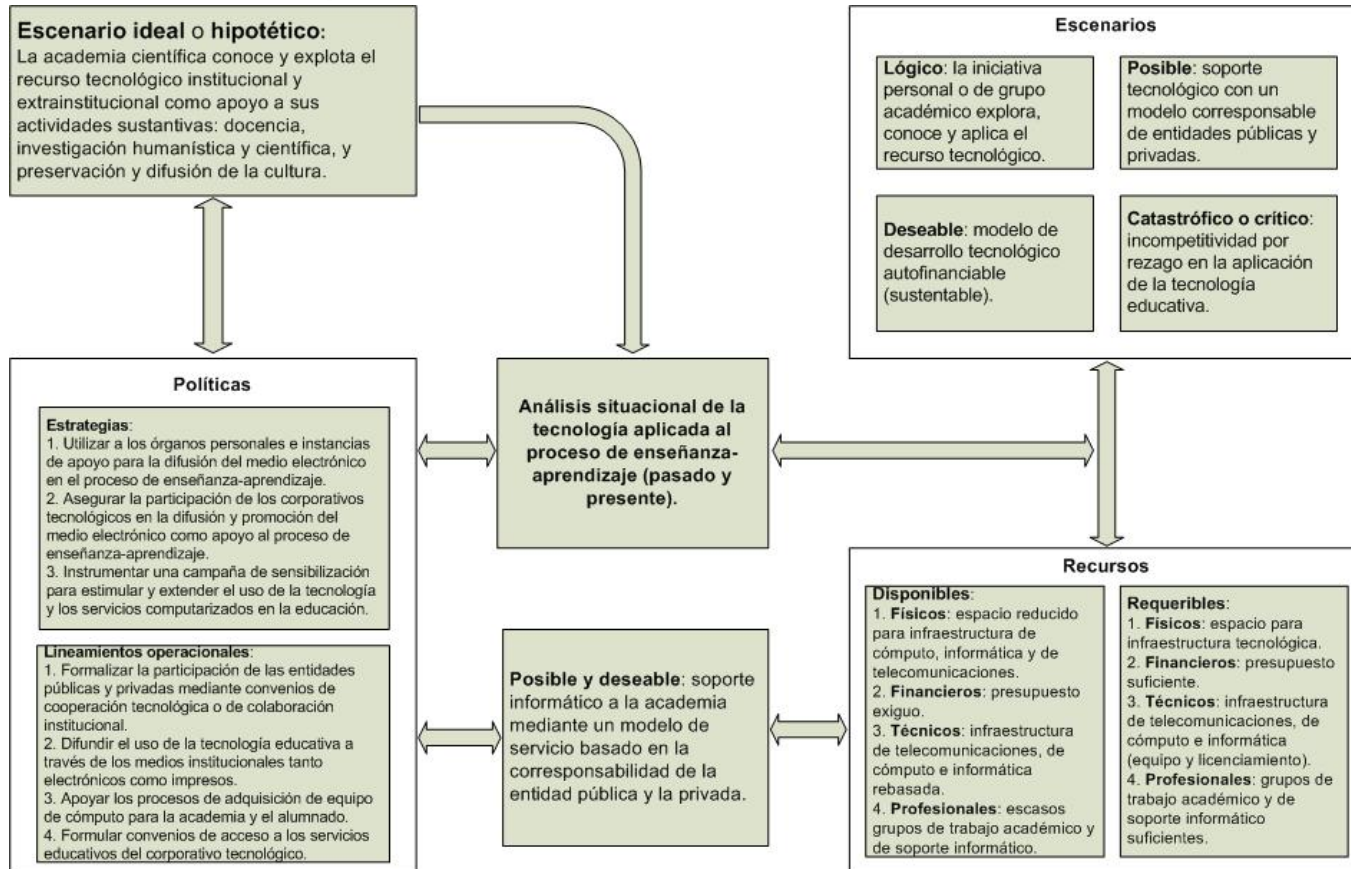 Escenario ideal o hipotético:
La academia científica conoce y explota el
recurso tecnológico institucional y
extrainstitucional como apoyo a sus
actividades sustantivas: docencia,
investigación humanística y científica, y
preservación y difusión de la cultura.
Escenarios
Lógico: la iniciativa
personal o de grupo
académico explora,
conoce y aplica el
recurso tecnológico.
Posible: soporte
tecnológico con un
modelo corresponsable
de entidades públicas y
privadas.
Deseable: modelo de
desarrollo tecnológico
autofinanciable
(sustentable).
Catastrófico o crítico:
incompetitividad por
rezago en la aplicación
de la tecnología
educativa.
Políticas
Estrategias:
1. Utilizar a los órganos personales e instancias
de apoyo para la difusión del medio electrónico
en el proceso de enseñanza-aprendizaje.
2. Asegurar la participación de los corporativos
tecnológicos en la difusión y promoción del
medio electrónico como apoyo al proceso de
enseñanza-aprendizaje.
3. Instrumentar una campaña de sensibilización
para estimular y extender el uso de la tecnología
y los servicios computarizados en la educación.
Lineamientos operacionales:
1. Formalizar la participación de las entidades
públicas y privadas mediante convenios de
cooperación tecnológica o de colaboración
institucional.
2. Difundir el uso de la tecnología educativa a
través de los medios institucionales tanto
electrónicos como impresos.
3. Apoyar los procesos de adquisición de equipo
de cómputo para la academia y el alumnado.
4. Formular convenios de acceso a los servicios
educativos del corporativo tecnológico.
Análisis situacional de la
tecnología aplicada al
proceso de enseñanza-
aprendizaje (pasado y
presente).
Posible y deseable: soporte
informático a la academia
mediante un modelo de
servicio basado en la
corresponsabilidad de la
entidad pública y la privada.
Recursos
Disponibles:
1. Físicos: espacio reducido
para infraestructura de
cómputo, informática y de
telecomunicaciones.
2. Financieros: presupuesto
exiguo.
3. Técnicos: infraestructura
de telecomunicaciones, de
cómputo e informática
rebasada.
4. Profesionales: escasos
grupos de trabajo académico y
de soporte informático.
Requeribles:
1. Físicos: espacio para
infraestructura tecnológica.
2. Financieros: presupuesto
suficiente.
3. Técnicos: infraestructura
de telecomunicaciones, de
cómputo e informática
(equipo y licenciamiento).
4. Profesionales: grupos de
trabajo académico y de
soporte informático
suficientes.